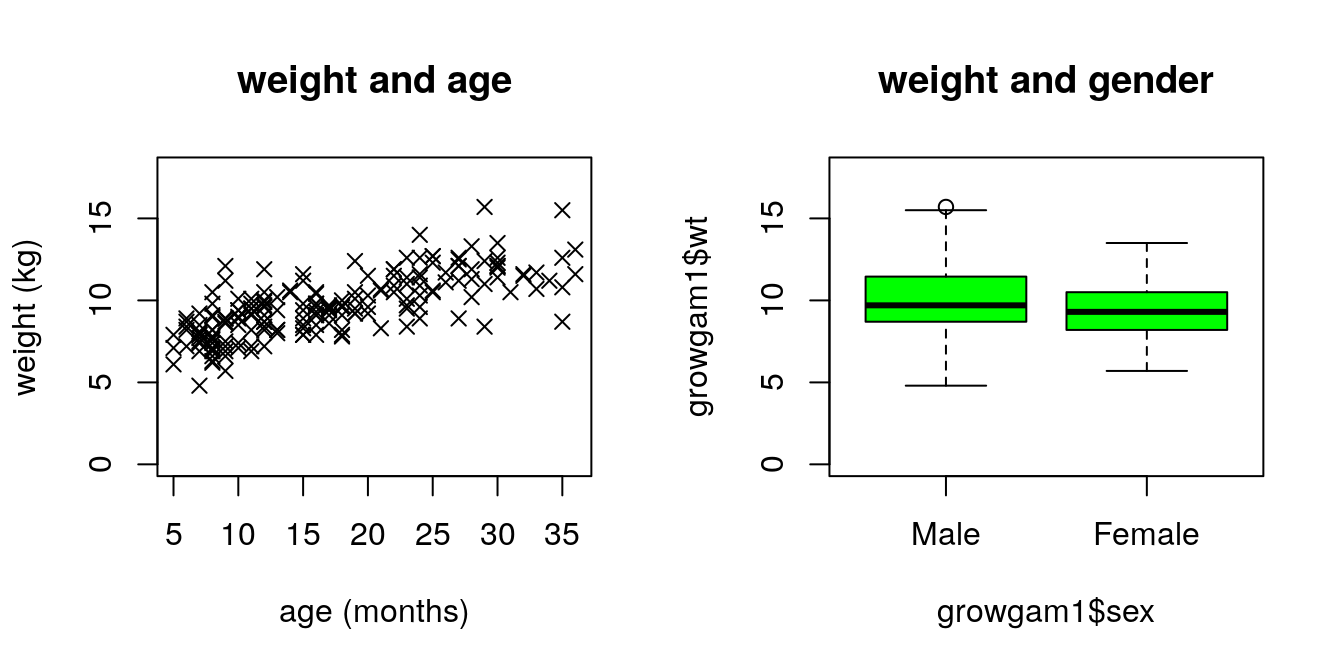 weight and age
weight (kg)
15
10
5
0
5 10 15 20 25 30 35
age (months)
weight and gender
growgam1$wt
15
10
5
0
Male Female
growgam1$sex